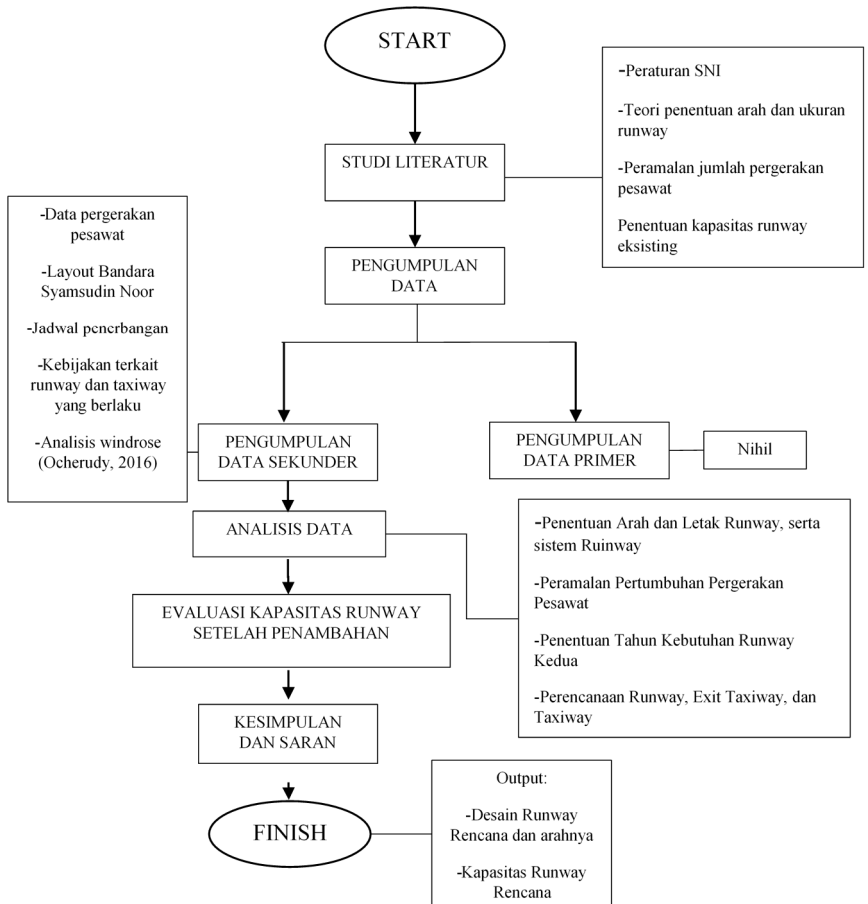 START
-Peraturan SNI
-Teori penentuan arah dan ukuran
runway
-Peramalan jumlah pergerakan
pesawat
Penentuan kapasitas runway
eksisting
STUDI LITERATUR
-Data pergerakan
pesawat
-Layout Bandara
Syamsudin Noor
-Jadwal penerbangan
-Kebijakan terkait
runway dan taxiway
yang berlaku
-Analisis windrose
(Ocherudy, 2016)
PENGUMPULAN
DATA
PENGUMPULAN
DATA SEKUNDER
PENGUMPULAN
DATA PRIMER
Nihil
ANALISIS DATA
-Penentuan Arah dan Letak Runway, serta
sistem Ruinway
-Peramalan Pertumbuhan Pergerakan
Pesawat
-Penentuan Tahun Kebutuhan Runway
Kedua
-Perencanaan Runway, Exit Taxiway, dan
Taxiway
EVALUASI KAPASITAS RUNWAY
SETELAH PENAMBAHAN
KESIMPULAN
DAN SARAN
FINISH
Output:
-Desain Runway
Rencana dan arahnya
-Kapasitas Runway
Rencana